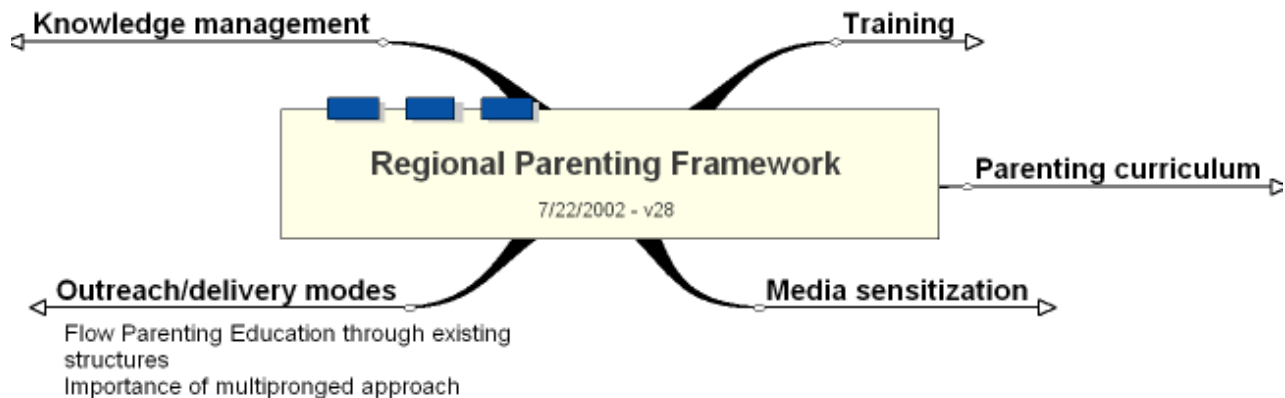 Knowledge management
Training
Regional Parenting Framework
7/22/2002 - v28
Parenting curriculum
Outreach/delivery modes
Flow Parenting Education through existing
structures
Importance of multipronged approach
Media sensitization